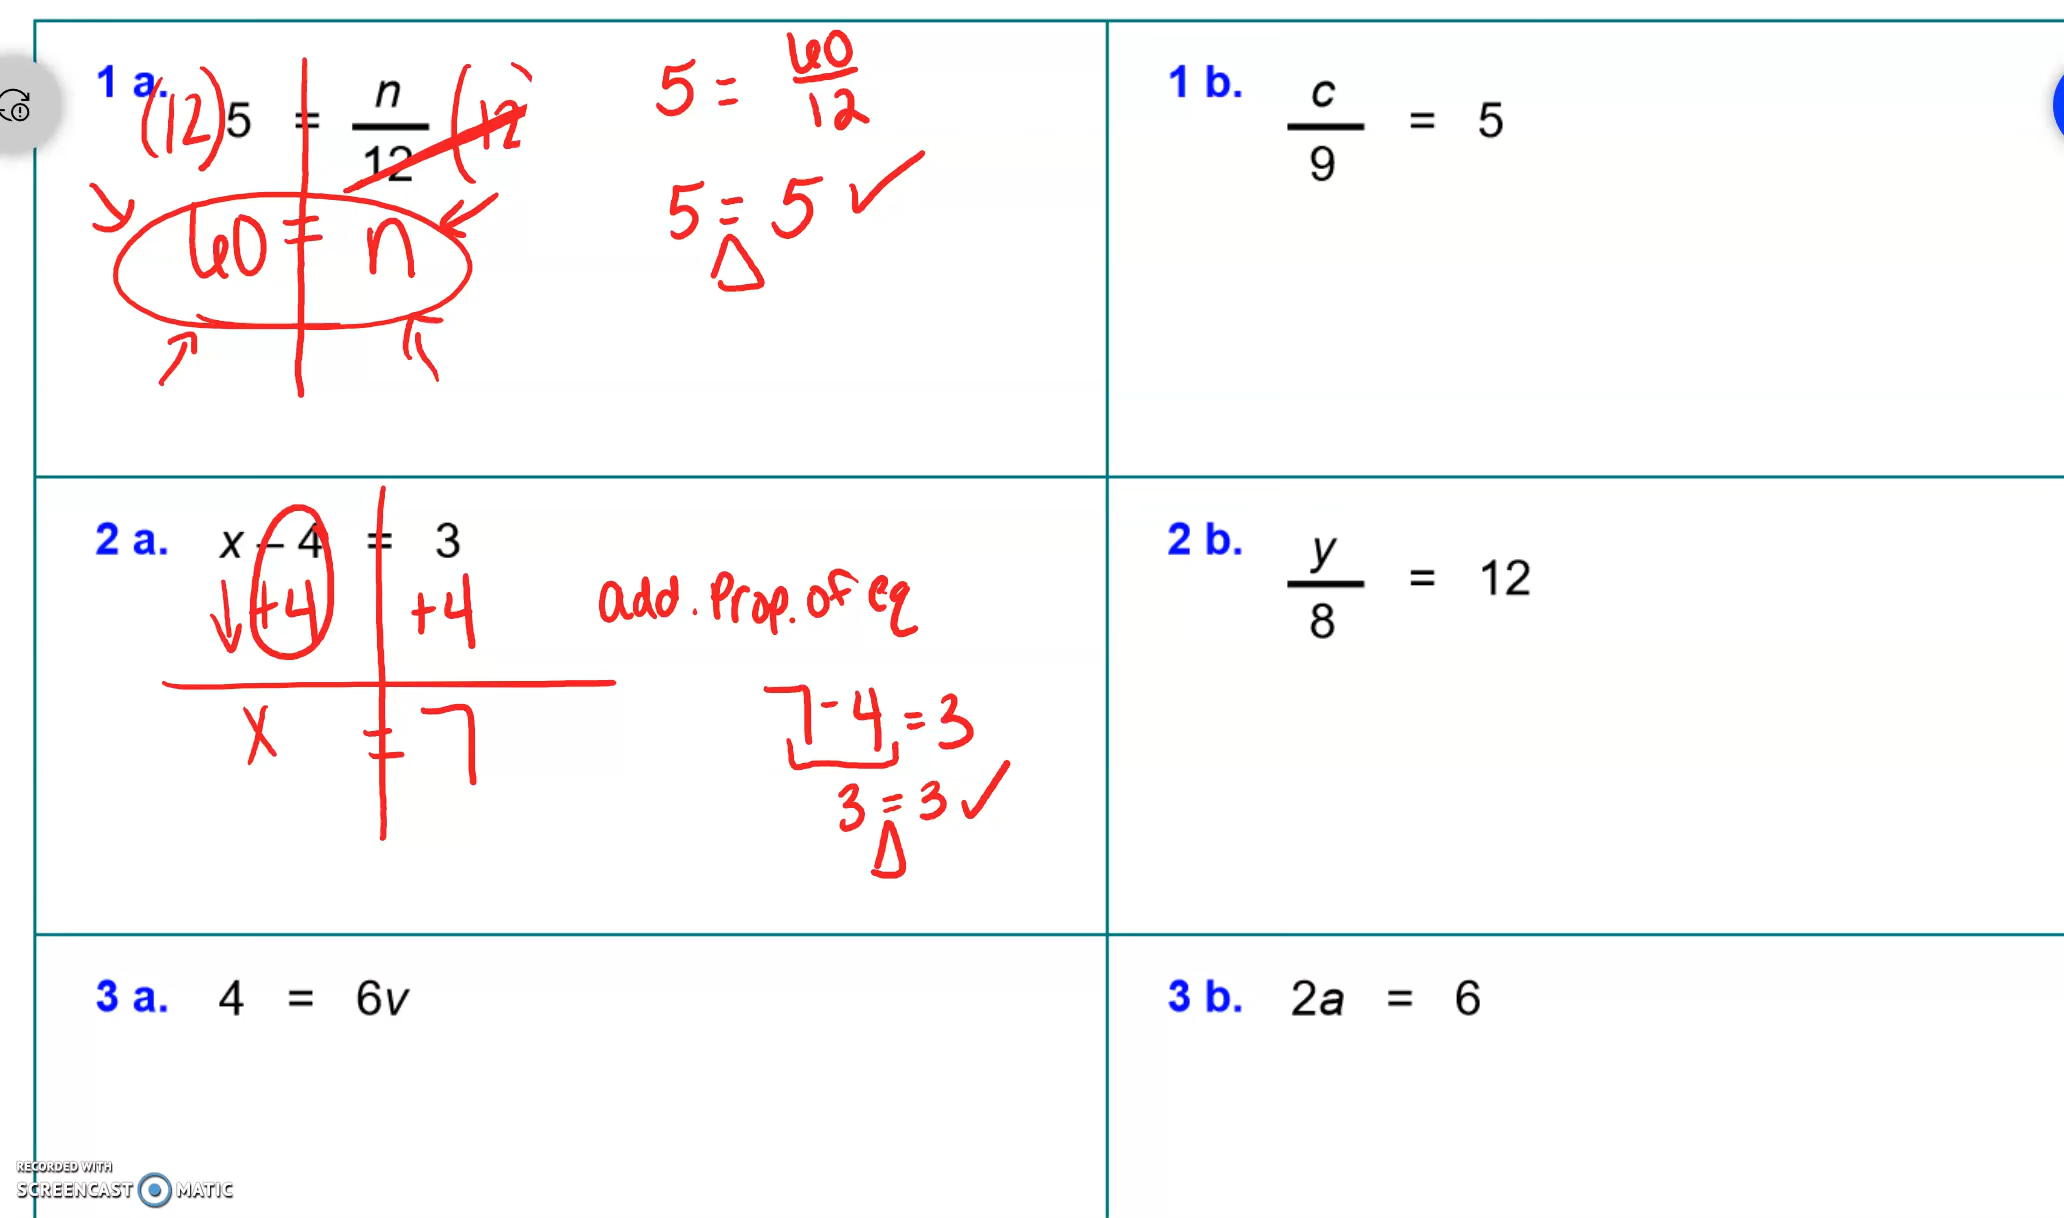 1 a. (12) 5 = n/12 (12)
60 = n
5 = 60/12
5 = 5 ✓
1 b. c/9 = 5
2 a. x – 4 = 3
+4 +4
x = 7
add. Prop. of eq
7 - 4 = 3
3 = 3 ✓
2 b. y/8 = 12
3 a. 4 = 6v
3 b. 2a = 6
RECORDED WITH
SCREENCAST MATIC